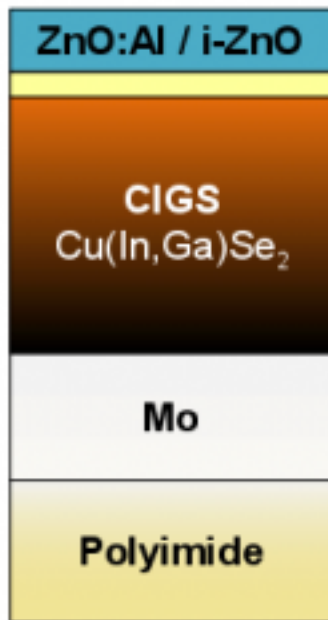 ZnO:Al / i-ZnO
CIGS
Cu(In,Ga)Se₂
Mo
Polyimide